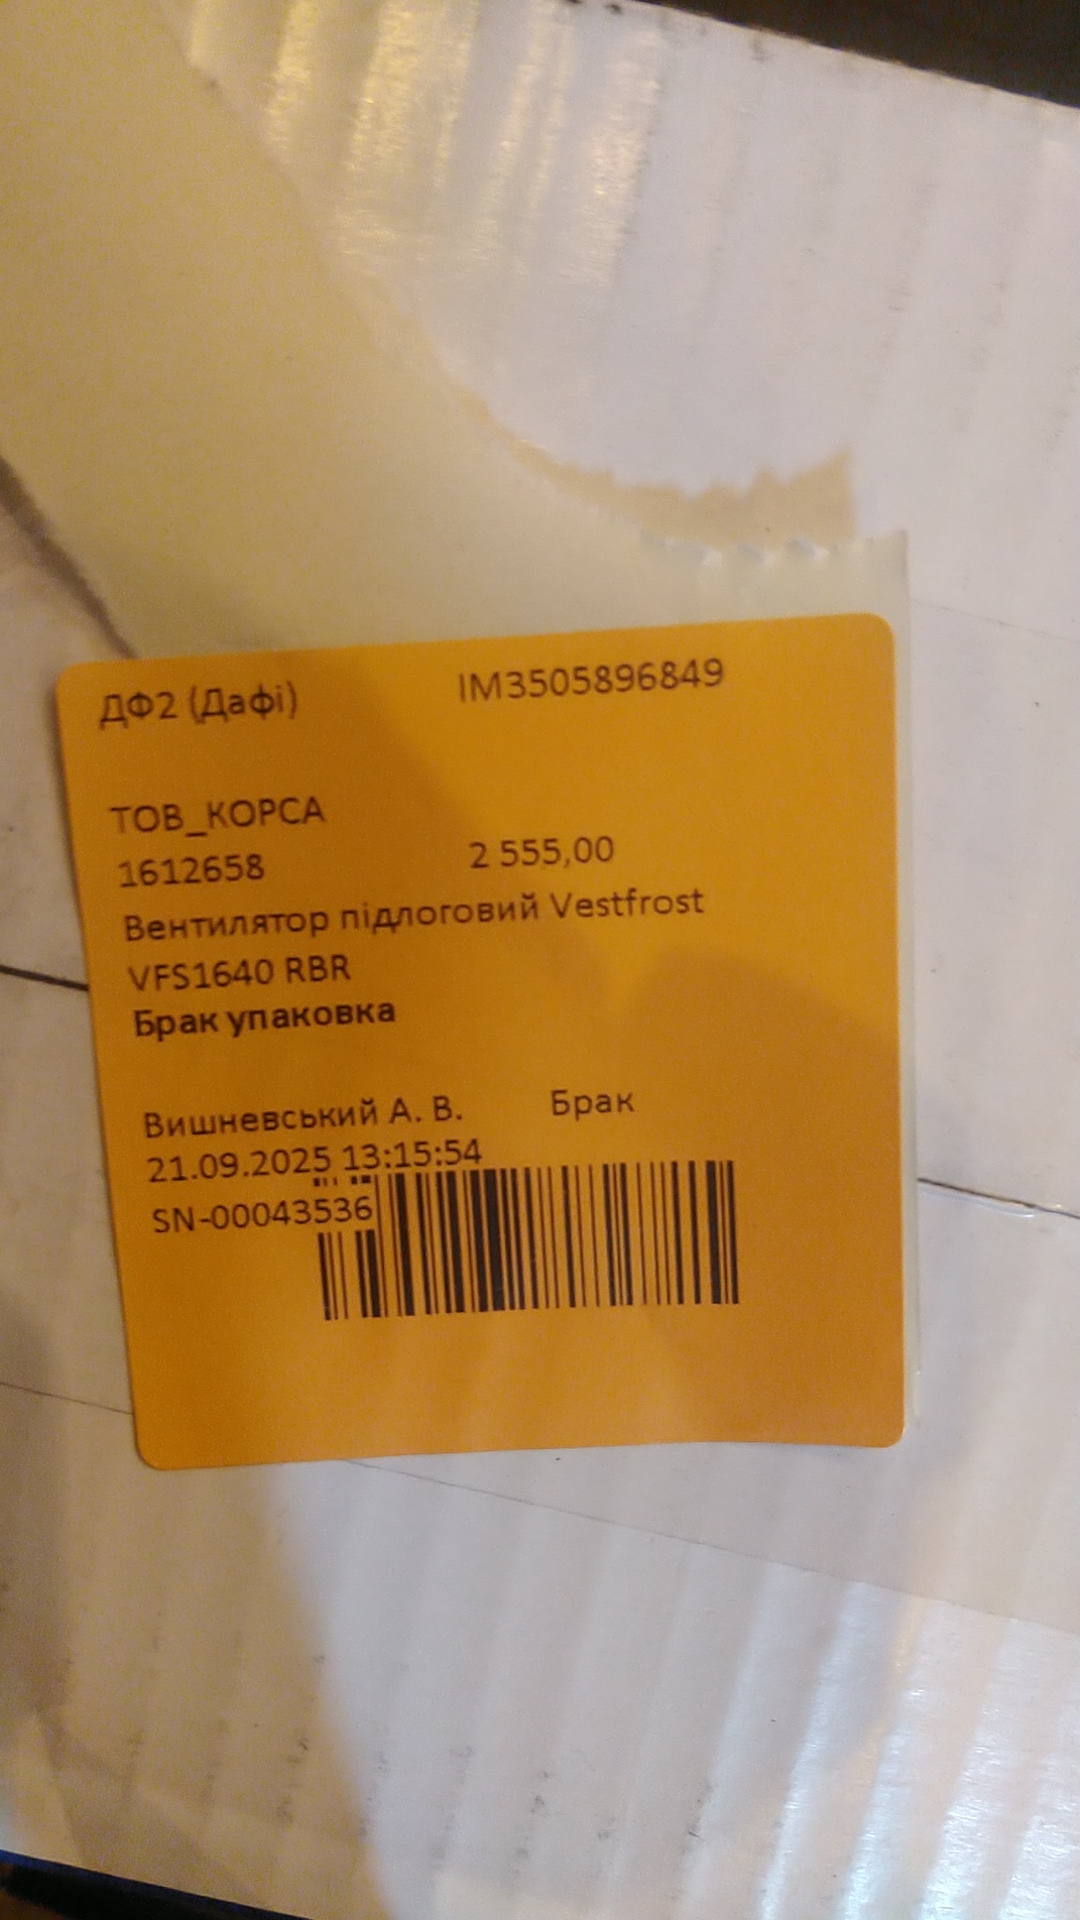 ДФ2 (Дафі) ІМ3505896849
ТОВ_КОРСА
1612658 2 555,00
Вентилятор підлоговий Vestfrost
VFS1640 RBR
Брак упаковка
Вишневський А. В. Брак
21.09.2025 13:15:54
SN-00043536